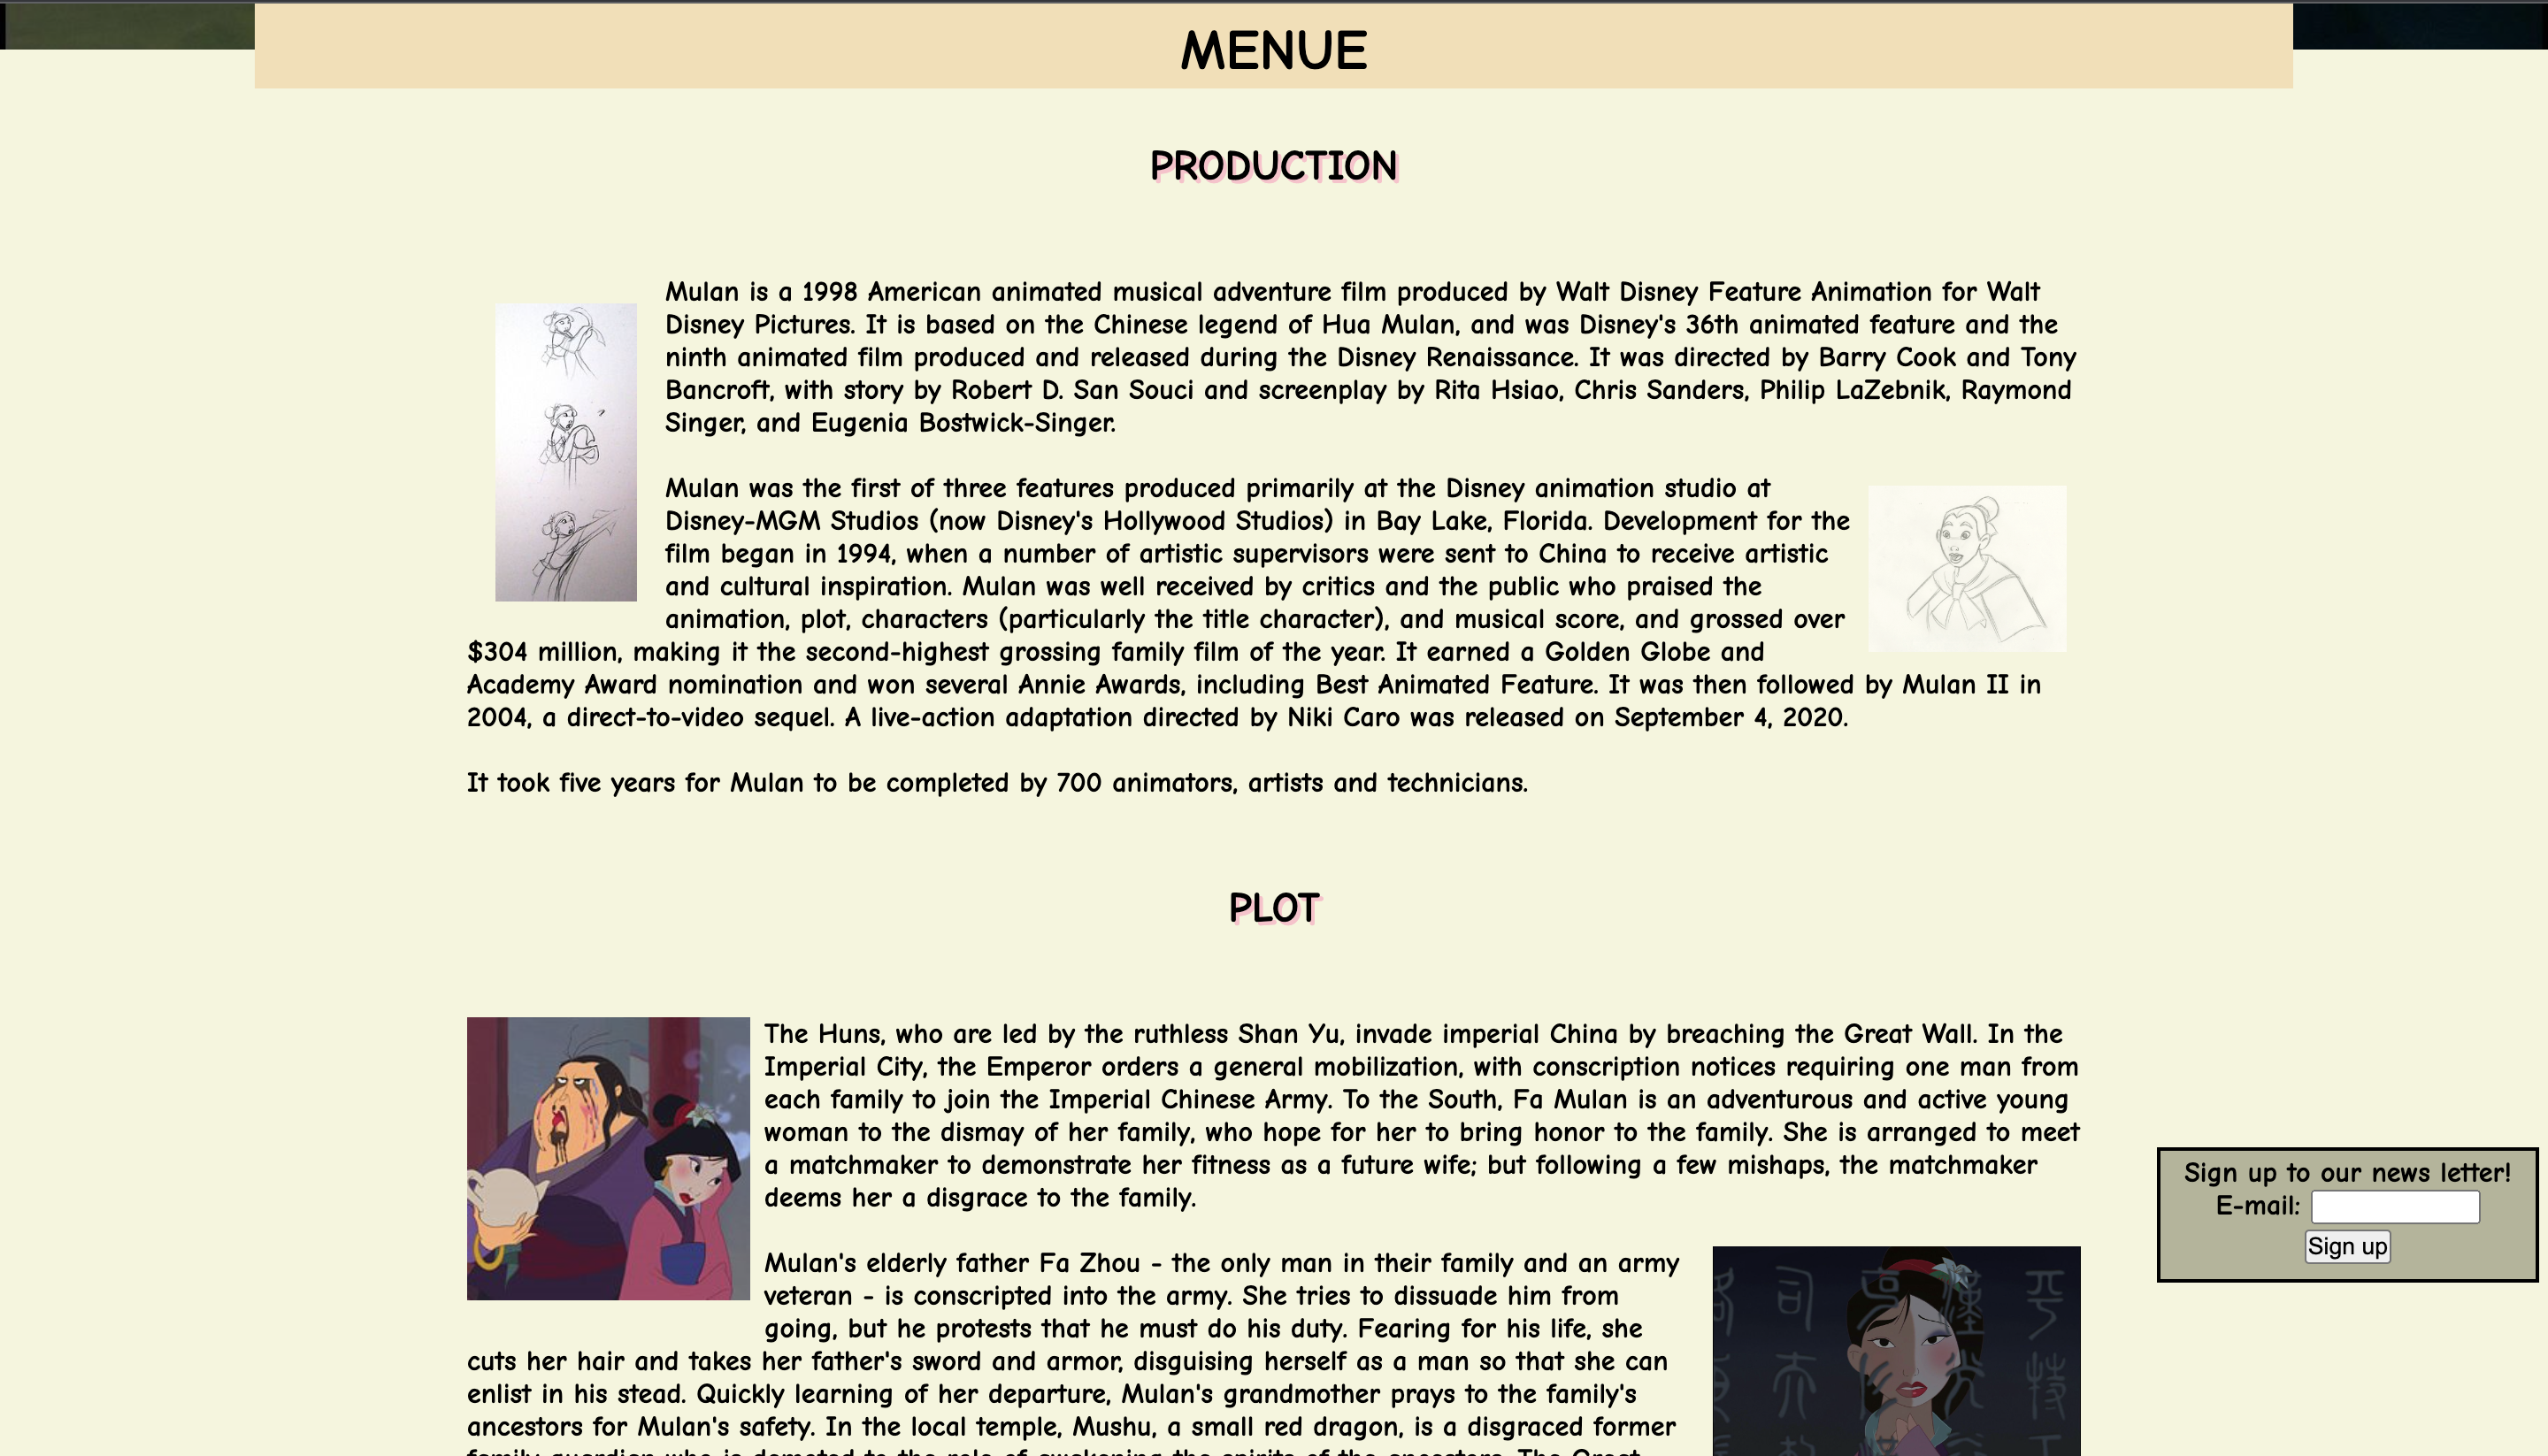 MENUE
PRODUCTION
Mulan is a 1998 American animated musical adventure film produced by Walt Disney Feature Animation for Walt
Disney Pictures. It is based on the Chinese legend of Hua Mulan, and was Disney's 36th animated feature and the
ninth animated film produced and released during the Disney Renaissance. It was directed by Barry Cook and Tony
Bancroft, with story by Robert D. San Souci and screenplay by Rita Hsiao, Chris Sanders, Philip LaZebnik, Raymond
Singer, and Eugenia Bostwick-Singer.
Mulan was the first of three features produced primarily at the Disney animation studio at
Disney-MGM Studios (now Disney's Hollywood Studios) in Bay Lake, Florida. Development for the
film began in 1994, when a number of artistic supervisors were sent to China to receive artistic
and cultural inspiration. Mulan was well received by critics and the public who praised the
animation, plot, characters (particularly the title character), and musical score, and grossed over
$304 million, making it the second-highest grossing family film of the year. It earned a Golden Globe and
Academy Award nomination and won several Annie Awards, including Best Animated Feature. It was then followed by Mulan II in
2004, a direct-to-video sequel. A live-action adaptation directed by Niki Caro was released on September 4, 2020.
It took five years for Mulan to be completed by 700 animators, artists and technicians.
PLOT
The Huns, who are led by the ruthless Shan Yu, invade imperial China by breaching the Great Wall. In the
Imperial City, the Emperor orders a general mobilization, with conscription notices requiring one man from
each family to join the Imperial Chinese Army. To the South, Fa Mulan is an adventurous and active young
woman to the dismay of her family, who hope for her to bring honor to the family. She is arranged to meet
a matchmaker to demonstrate her fitness as a future wife; but following a few mishaps, the matchmaker
deems her a disgrace to the family.
Mulan's elderly father Fa Zhou - the only man in their family and an army
veteran - is conscripted into the army. She tries to dissuade him from
going, but he protests that he must do his duty. Fearing for his life, she
cuts her hair and takes her father's sword and armor, disguising herself as a man so that she can
enlist in his stead. Quickly learning of her departure, Mulan's grandmother prays to the family's
ancestors for Mulan's safety. In the local temple, Mushu, a small red dragon, is a disgraced former
family guardian who is demoted to the role of awakening the spirits of the ancestors. The Great
Sign up to our news letter!
E-mail:
Sign up